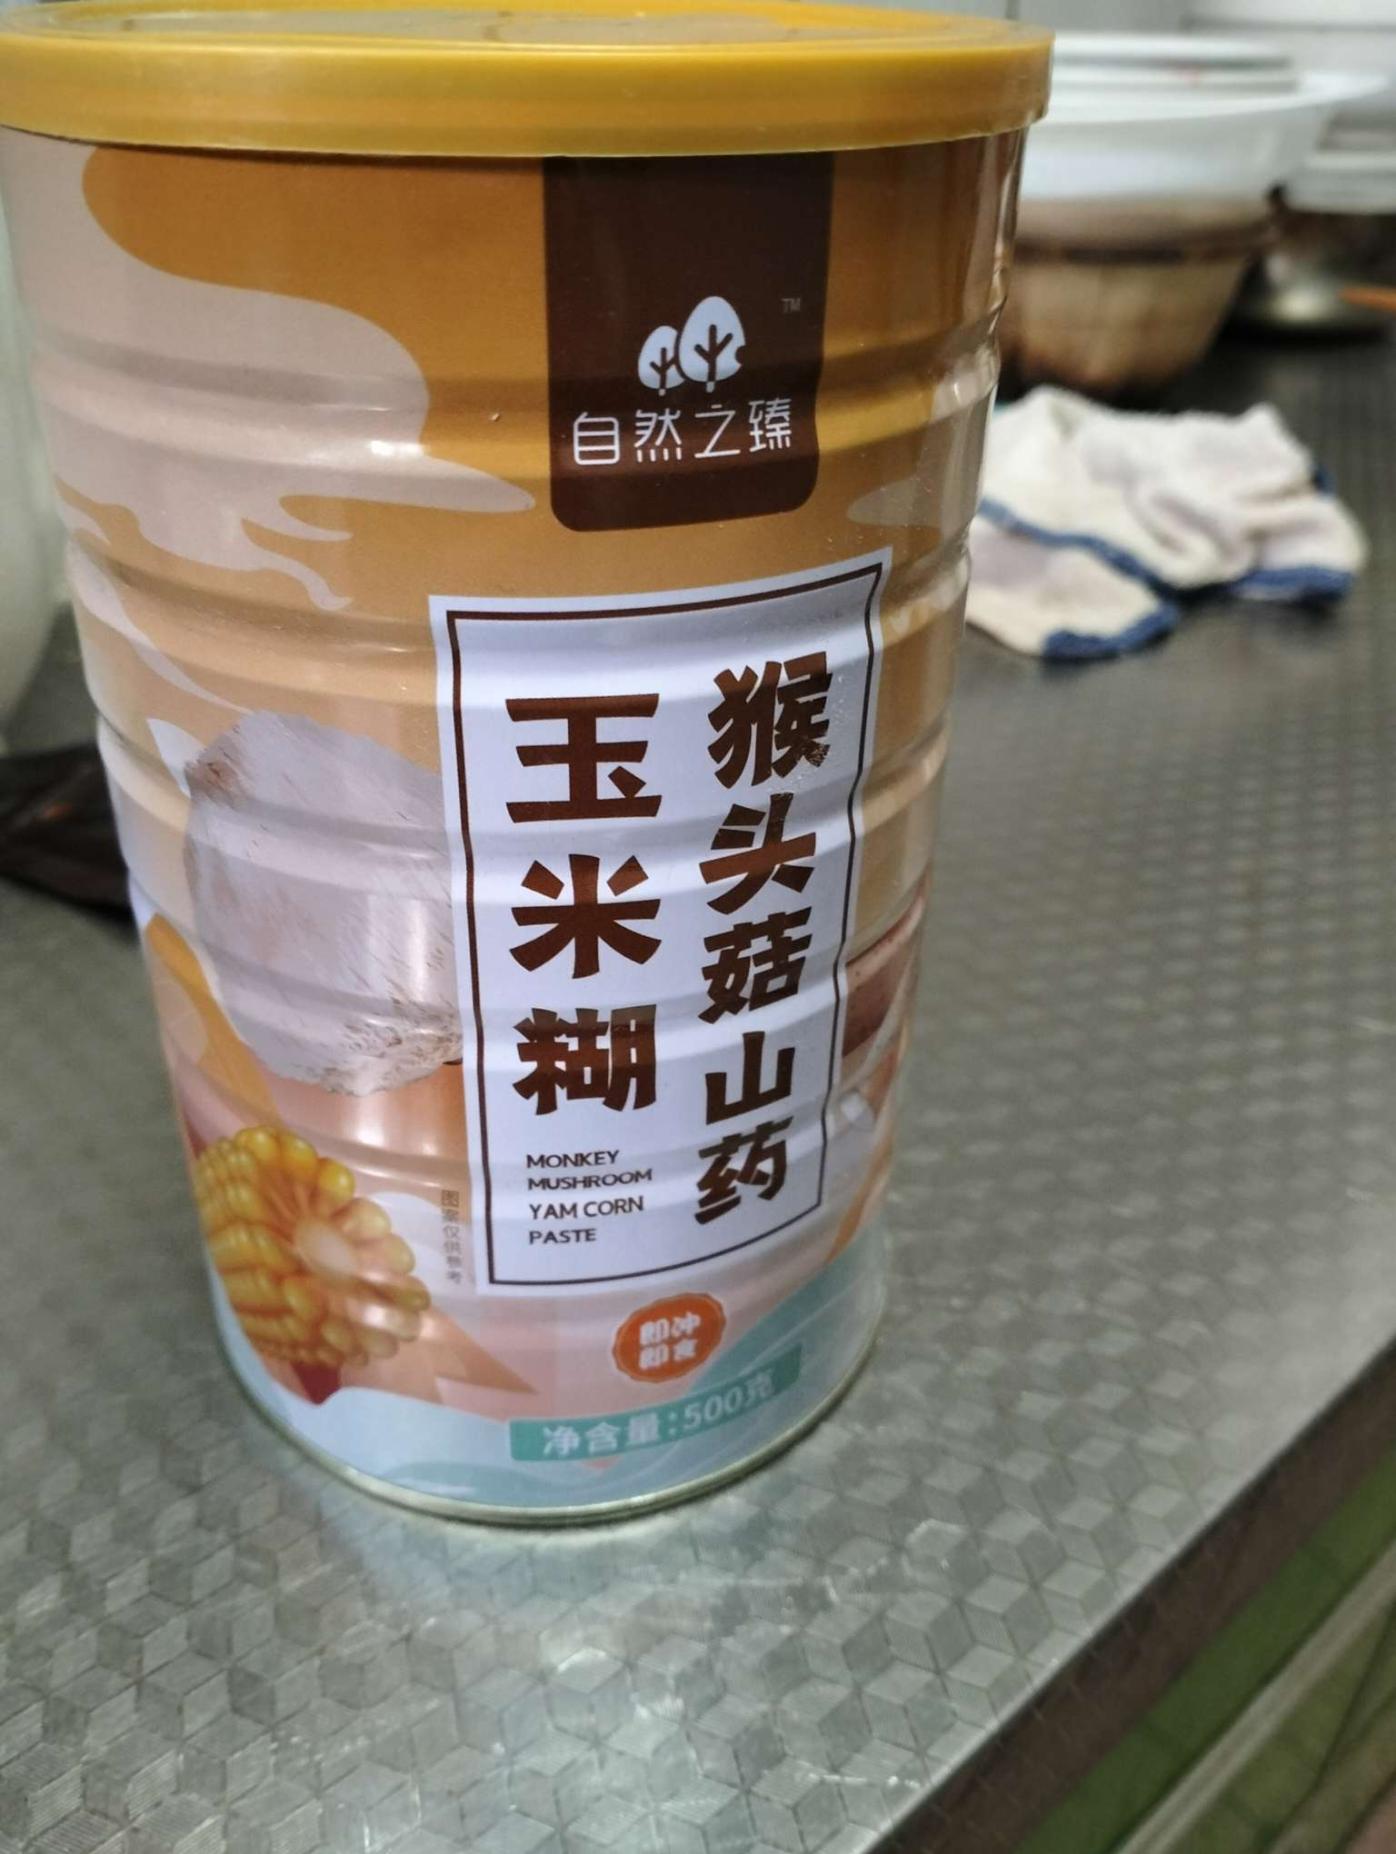 TM
自然之臻
猴头菇山药
玉米糊
MONKEY
MUSHROOM
YAM CORN
PASTE
图案仅供参考
即冲
即食
净含量:500克